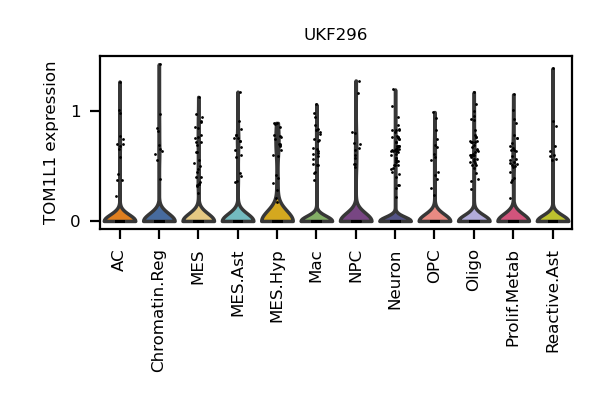 UKF296
TOM1L1 expression
1
0
AC
Chromatin.Reg
MES
MES.Ast
MES.Hyp
Mac
NPC
Neuron
OPC
Oligo
Prolif.Metab
Reactive.Ast